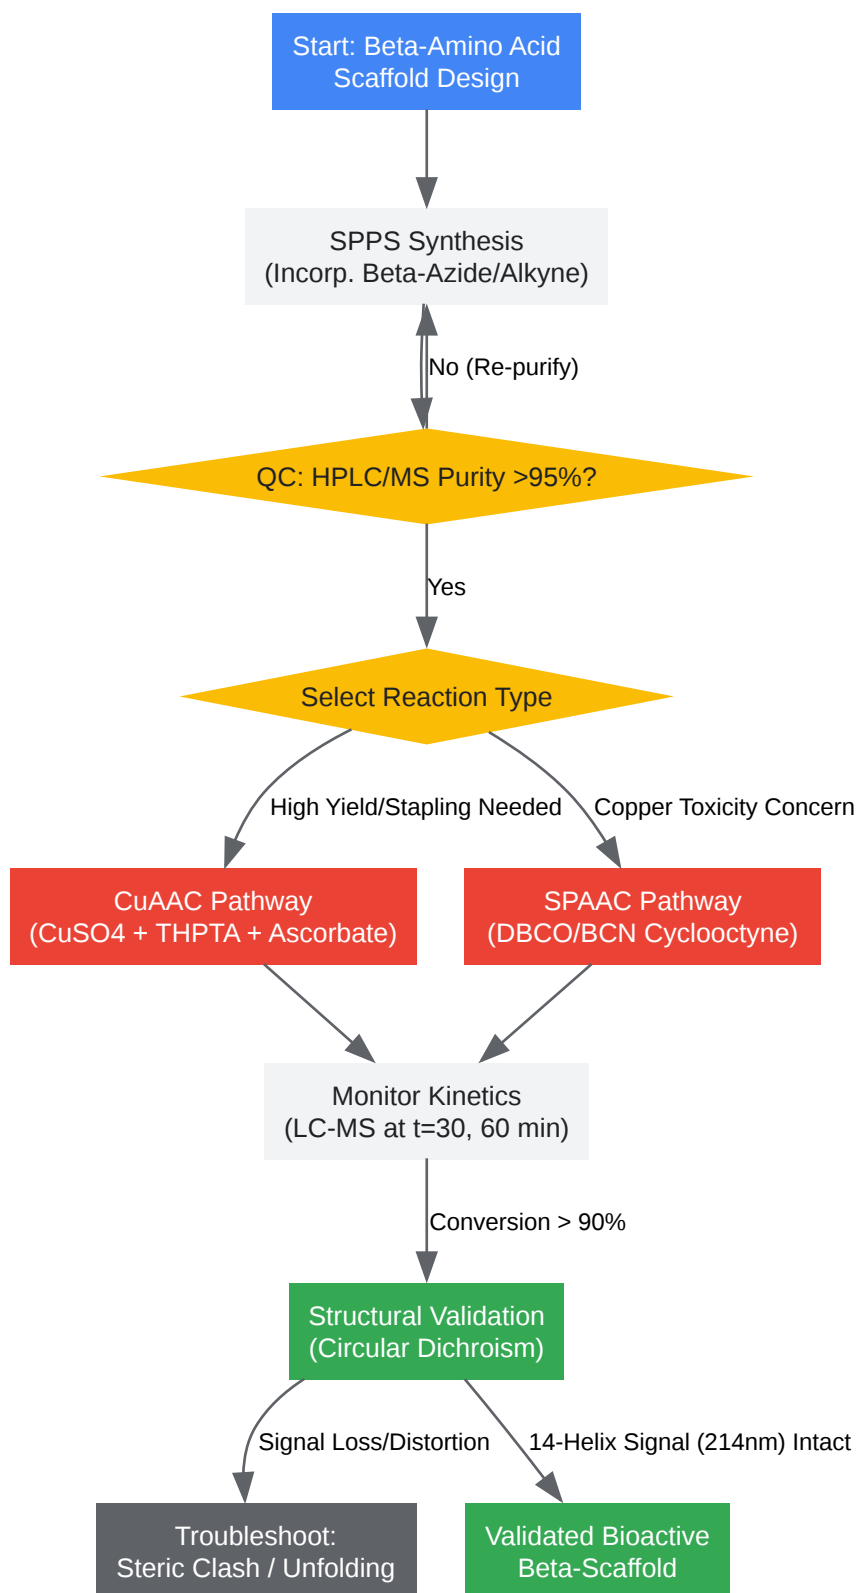 Start: Beta-Amino Acid
Scaffold Design
SPPS Synthesis
(Incorp. Beta-Azide/Alkyne)
No (Re-purify)
QC: HPLC/MS Purity >95%?
Yes
Select Reaction Type
High Yield/Stapling Needed
Copper Toxicity Concern
CuAAC Pathway
(CuSO4 + THPTA + Ascorbate)
SPAAC Pathway
(DBCO/BCN Cyclooctyne)
Monitor Kinetics
(LC-MS at t=30, 60 min)
Conversion > 90%
Structural Validation
(Circular Dichroism)
Signal Loss/Distortion
14-Helix Signal (214nm) Intact
Troubleshoot:
Steric Clash / Unfolding
Validated Bioactive
Beta-Scaffold